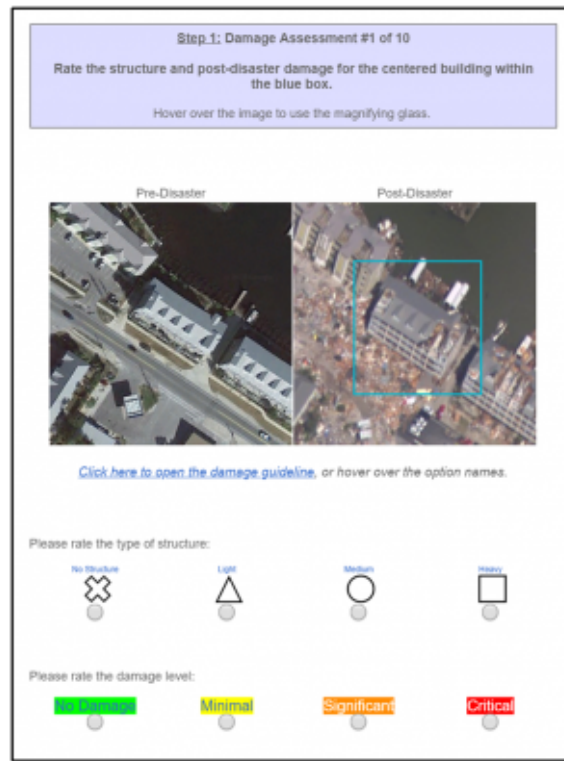 Step 1: Damage Assessment #1 of 10
Rate the structure and post-disaster damage for the centered building within
the blue box.
Hover over the image to use the magnifying glass.
Pre-Disaster
Post-Disaster
Click here to open the damage guideline, or hover over the option names.
Please rate the type of structure:
No Structure
Light
Medium
Heavy
Please rate the damage level:
No Damage
Minimal
Significant
Critical